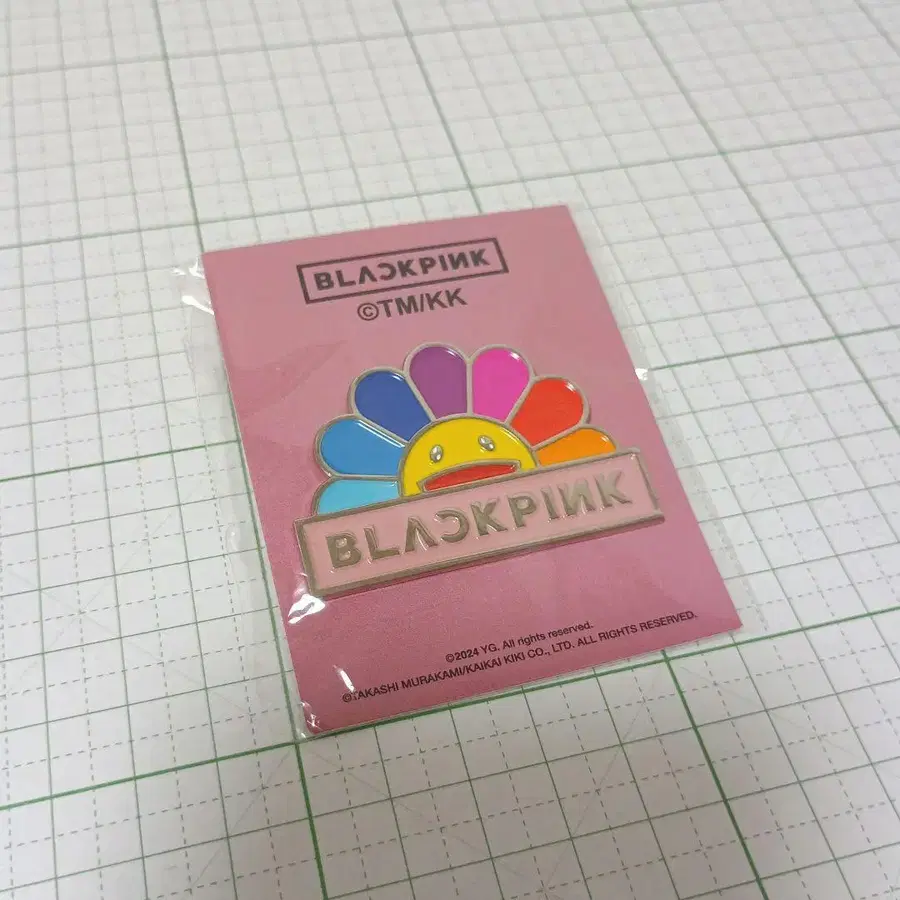 BLACKPINK
©TM/KK
BLACKPINK
©2024 YG. All rights reserved.
©TAKASHI MURAKAMI/KAIKAI KIKI CO., LTD. ALL RIGHTS RESERVED.